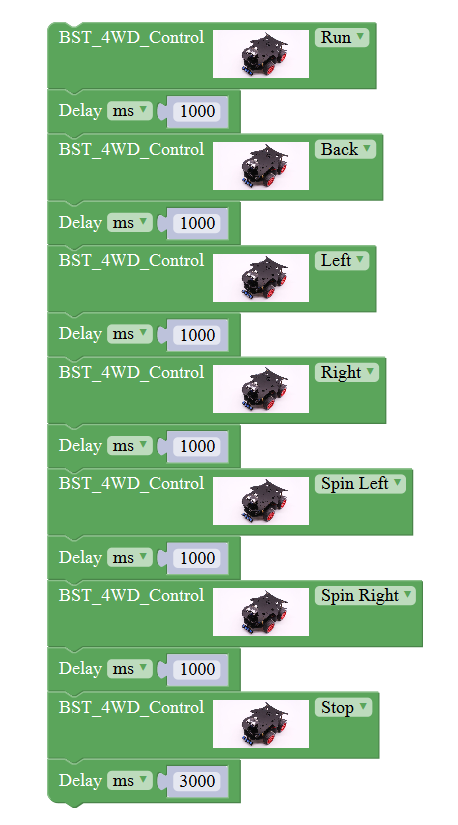 BST_4WD_Control Run
Delay ms 1000
BST_4WD_Control Back
Delay ms 1000
BST_4WD_Control Left
Delay ms 1000
BST_4WD_Control Right
Delay ms 1000
BST_4WD_Control Spin Left
Delay ms 1000
BST_4WD_Control Spin Right
Delay ms 1000
BST_4WD_Control Stop
Delay ms 3000